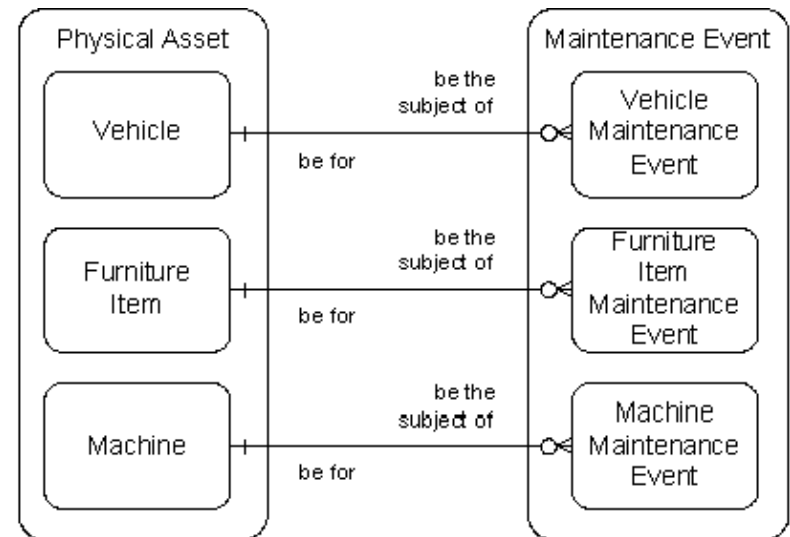 Physical Asset
Maintenance Event
Vehicle
be the
subject of
be for
Vehicle
Maintenance
Event
Furniture
Item
be the
subject of
be for
Furniture
Item
Maintenance
Event
Machine
be the
subject of
be for
Machine
Maintenance
Event